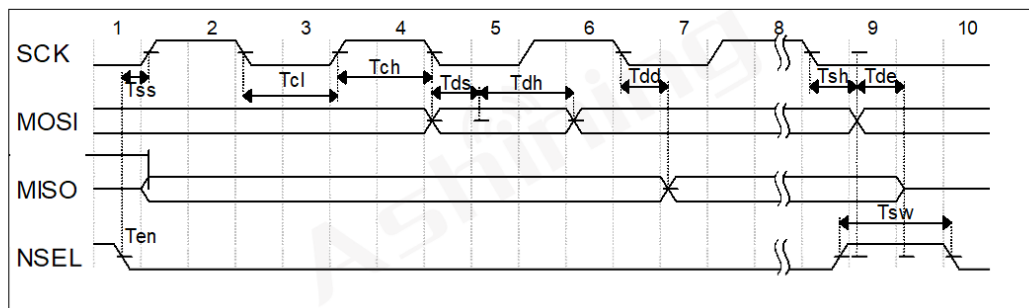 1 2 3 4 5 6 7 8 9 10
SCK
Tss Tcl Tch Tds Tdh Tdd Tsh Tde
MOSI
MISO
Tsw
Ten
NSEL
Ashining